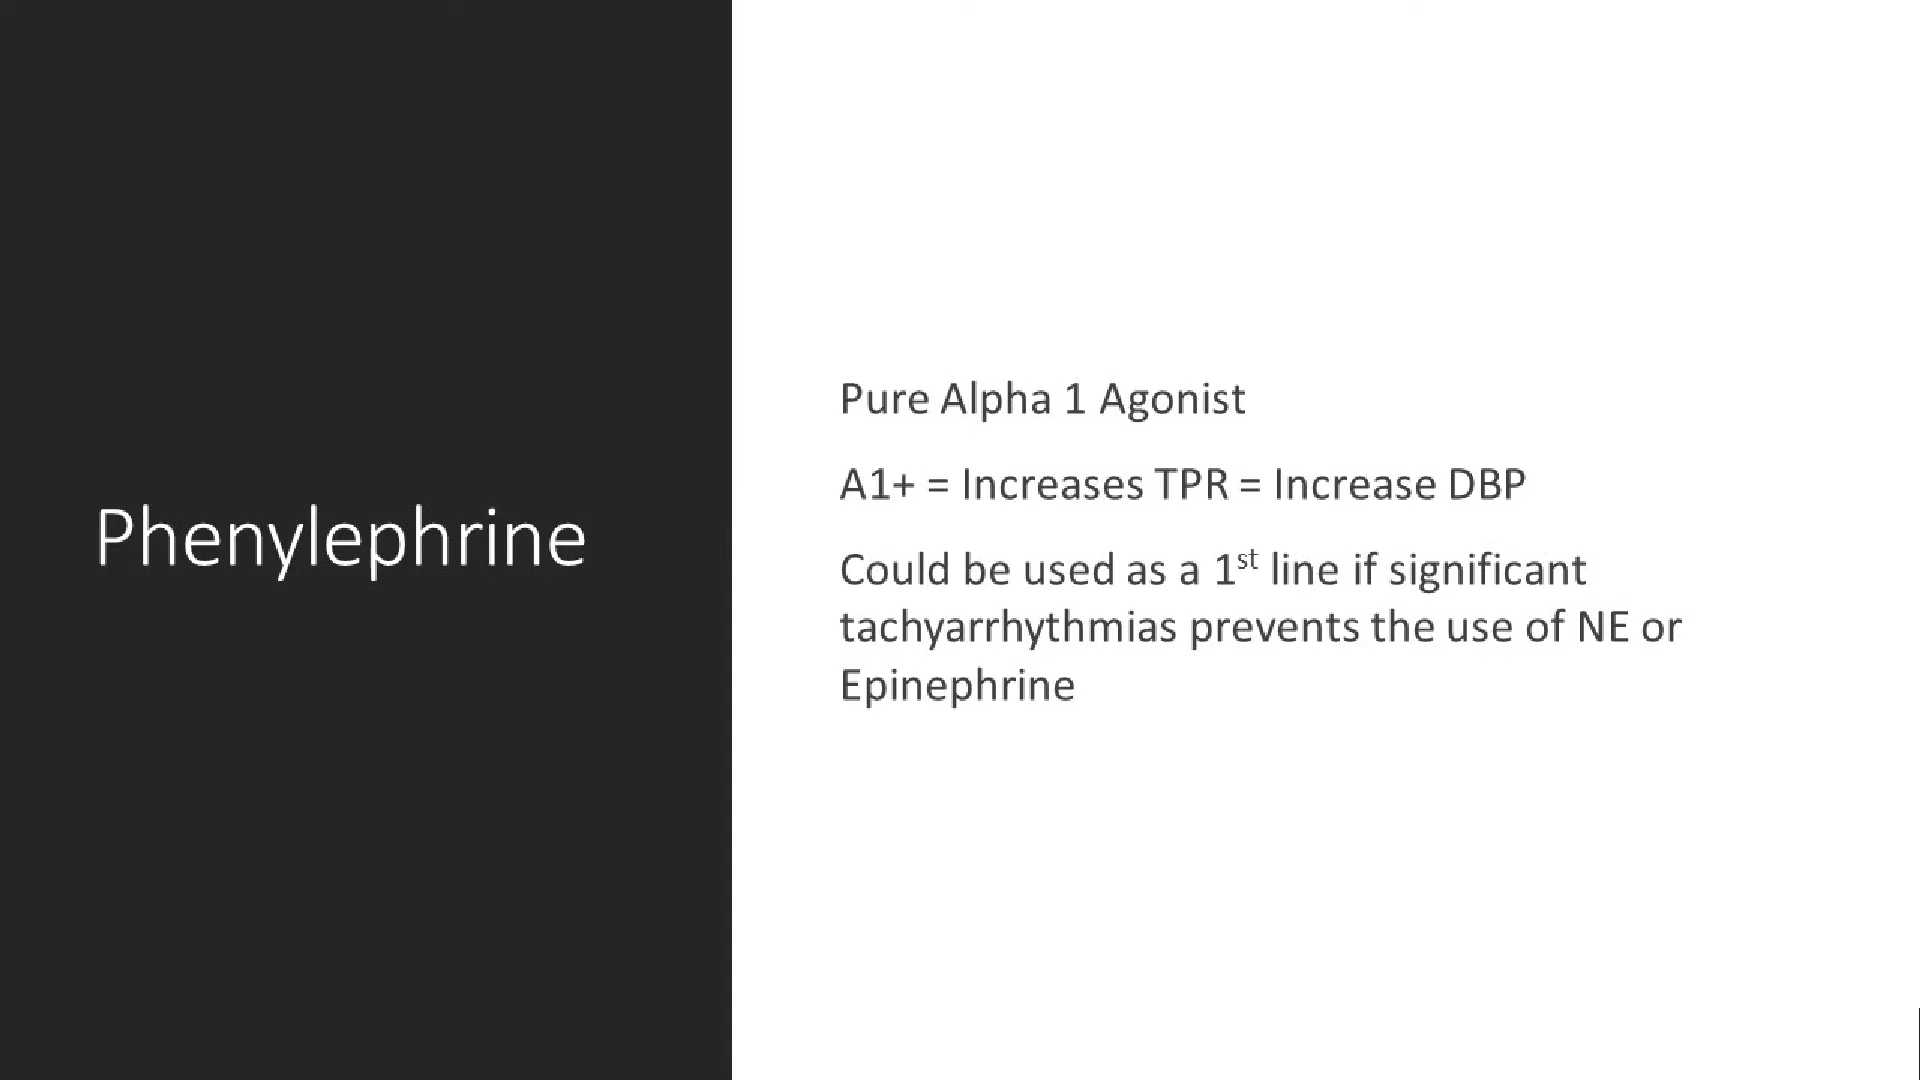 Phenylephrine
Pure Alpha 1 Agonist
A1+ = Increases TPR = Increase DBP
Could be used as a 1st line if significant
tachyarrhythmias prevents the use of NE or
Epinephrine